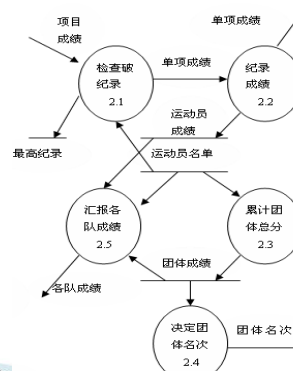 项目
成绩
单项成绩
检查破
纪录
2.1
单项成绩
纪录
成绩
2.2
运动员
成绩
最高纪录
运动员名单
汇报各
队成绩
2.5
累计团
体总分
2.3
团体成绩
各队成绩
决定团
体名次
2.4
团体名次